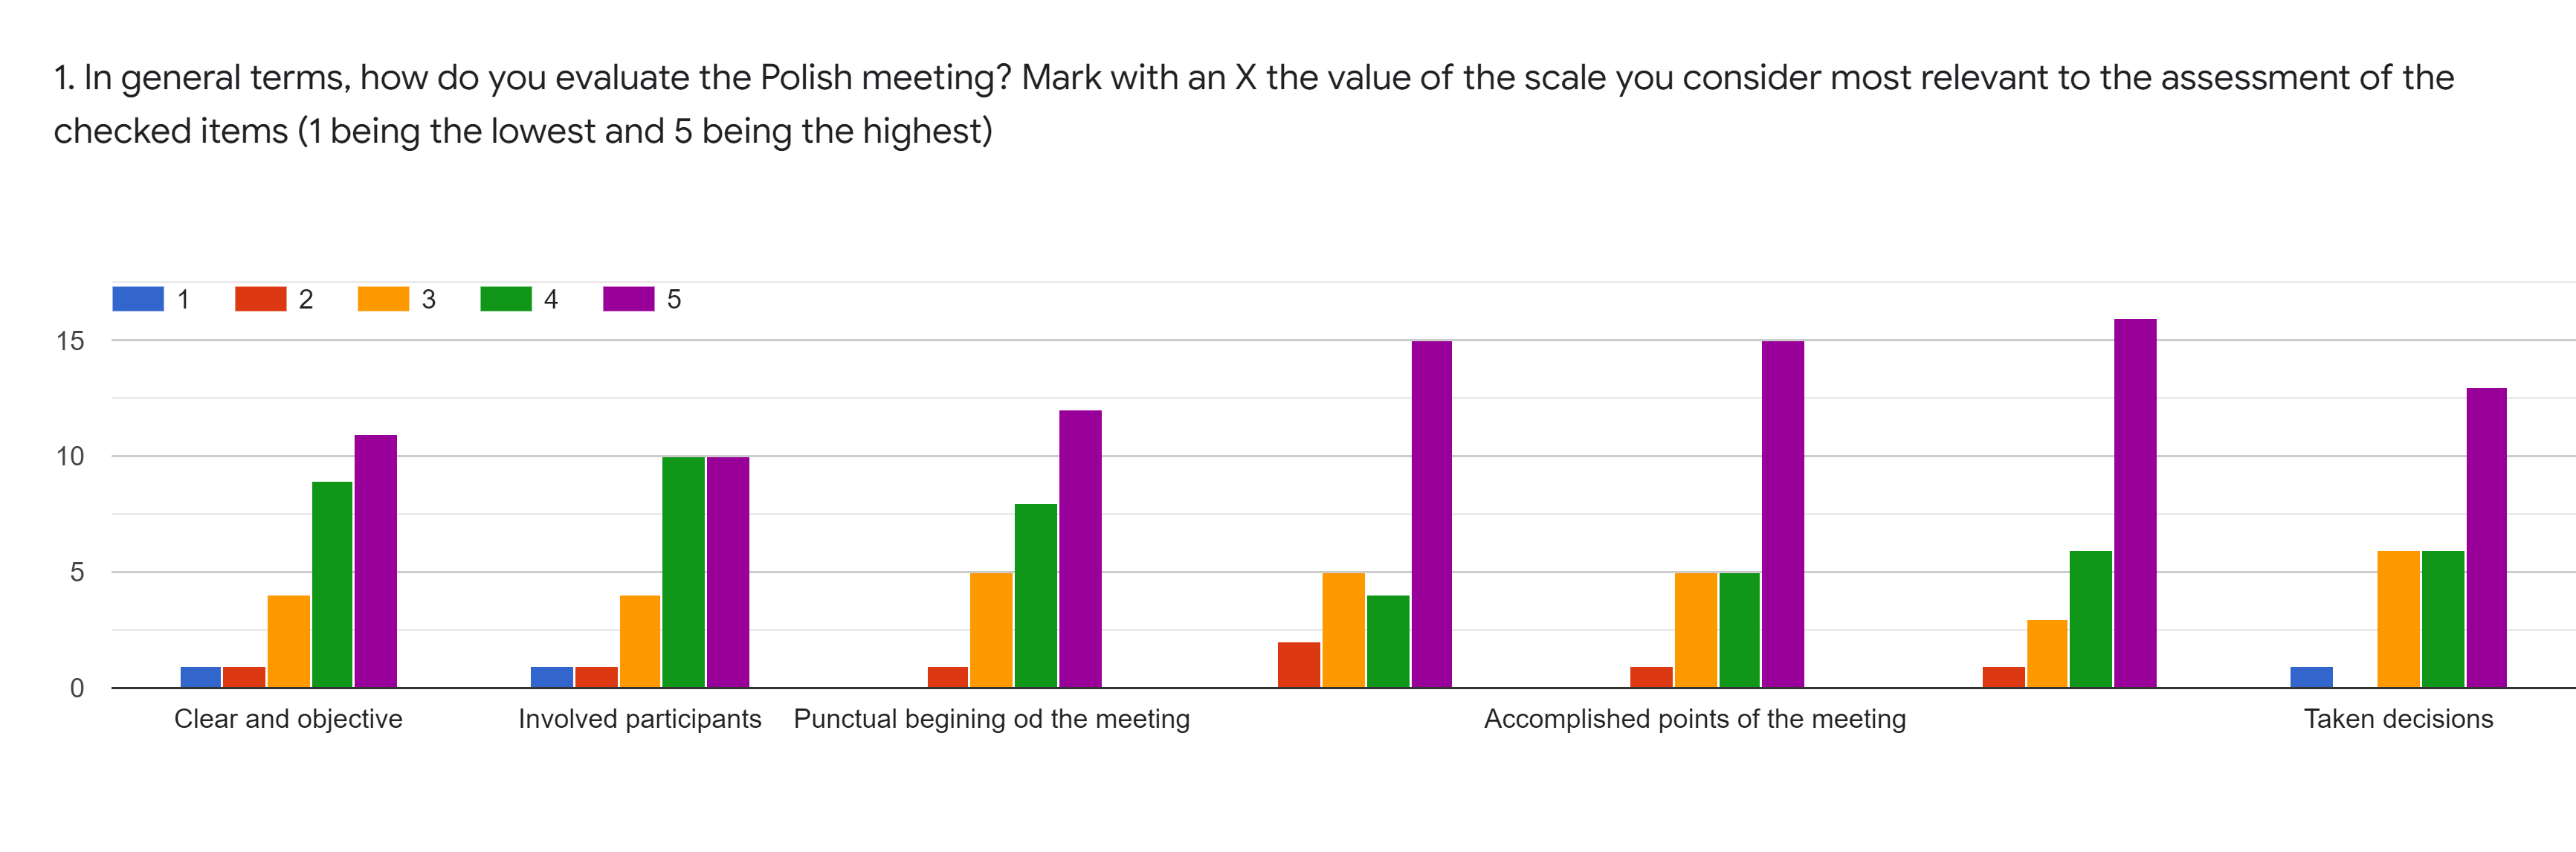 1. In general terms, how do you evaluate the Polish meeting? Mark with an X the value of the scale you consider most relevant to the assessment of the
checked items (1 being the lowest and 5 being the highest)
1 2 3 4 5
15
10
5
0
Clear and objective Involved participants Punctual begining od the meeting Accomplished points of the meeting Taken decisions